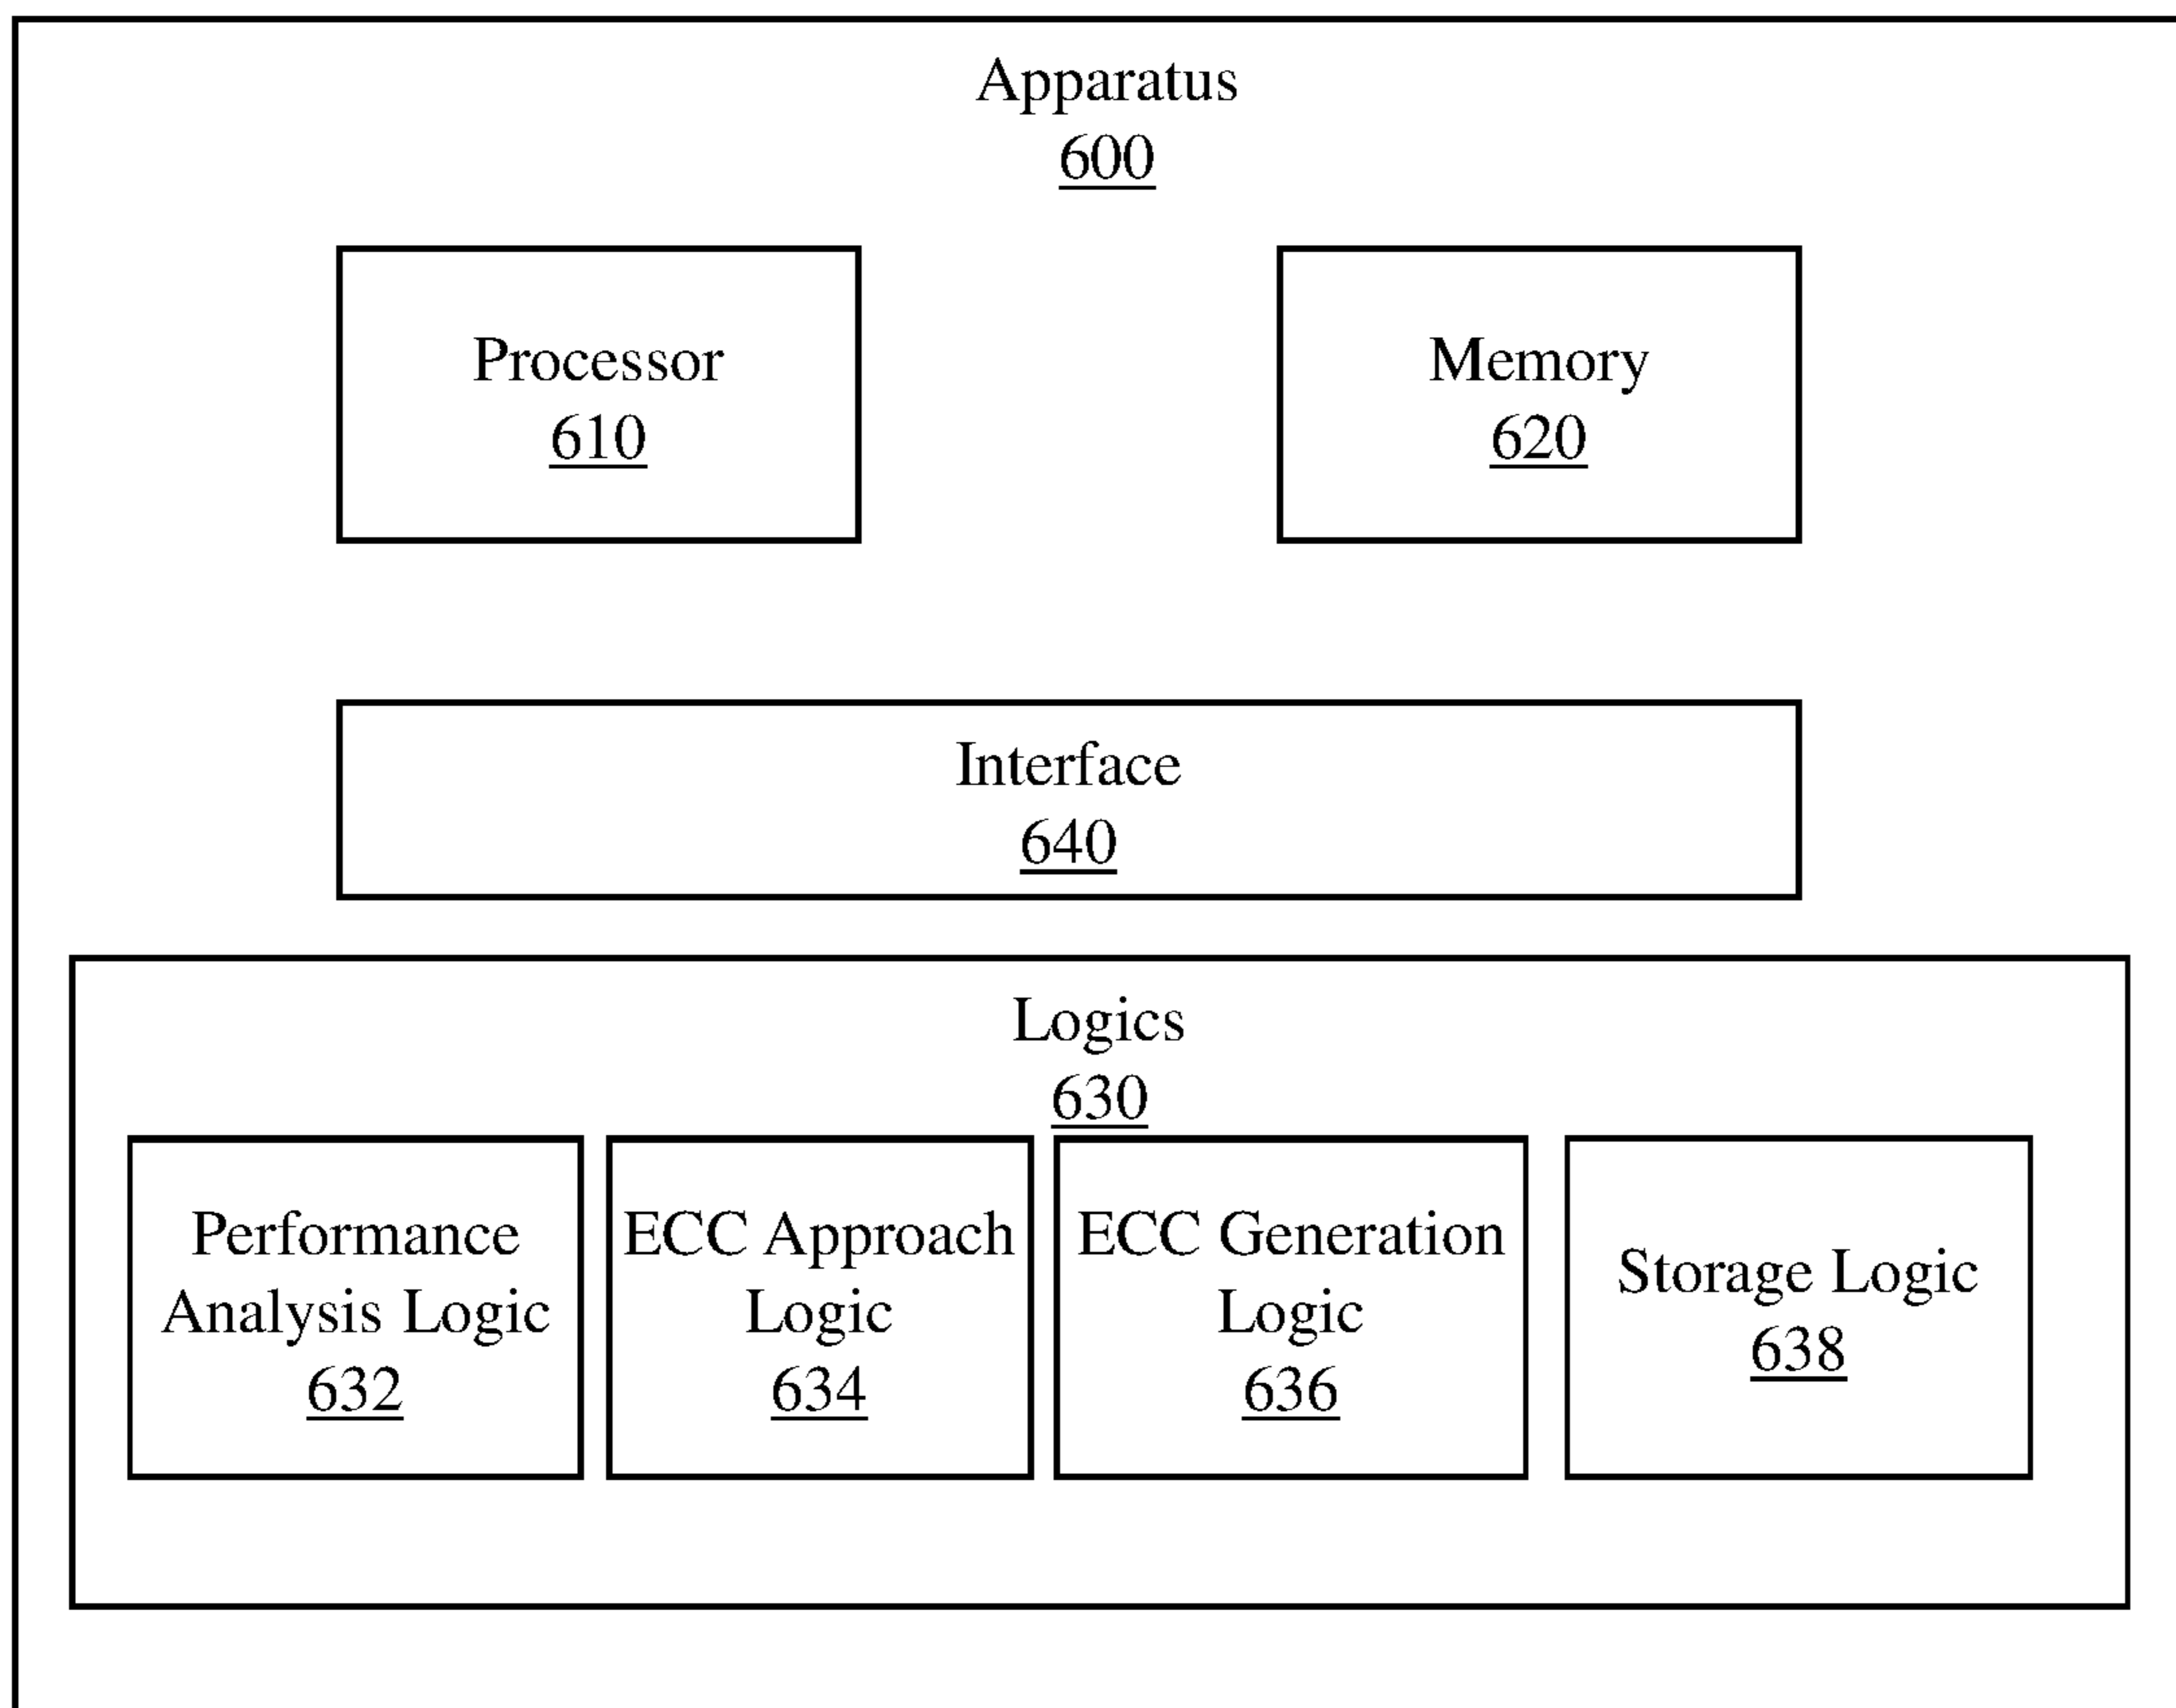 Apparatus
600
Processor
610
Memory
620
Interface
640
Logics
630
Performance
Analysis Logic
632
ECC Approach
Logic
634
ECC Generation
Logic
636
Storage Logic
638